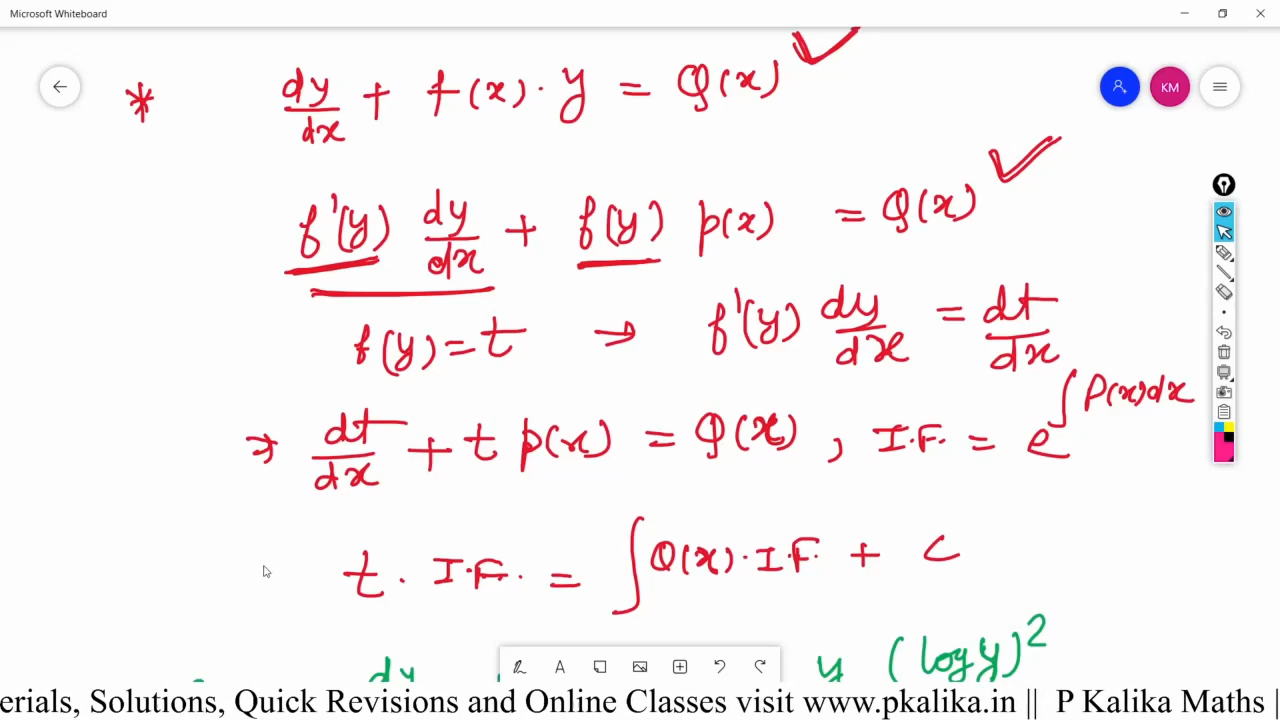 Microsoft Whiteboard
* dy/dx + f(x) · y = Q(x) ✓
KM
f'(y) dy/dx + f(y) p(x) = Q(x) ✓
f(y) = t → f'(y) dy/dx = dt/dx
⇒ dt/dx + t p(x) = Q(x) , I.F. = e^∫P(x)dx
t · I.F. = ∫Q(x) · I.F. + C
dy y (log y)²
erials, Solutions, Quick Revisions and Online Classes visit www.pkalika.in || P Kalika Maths |